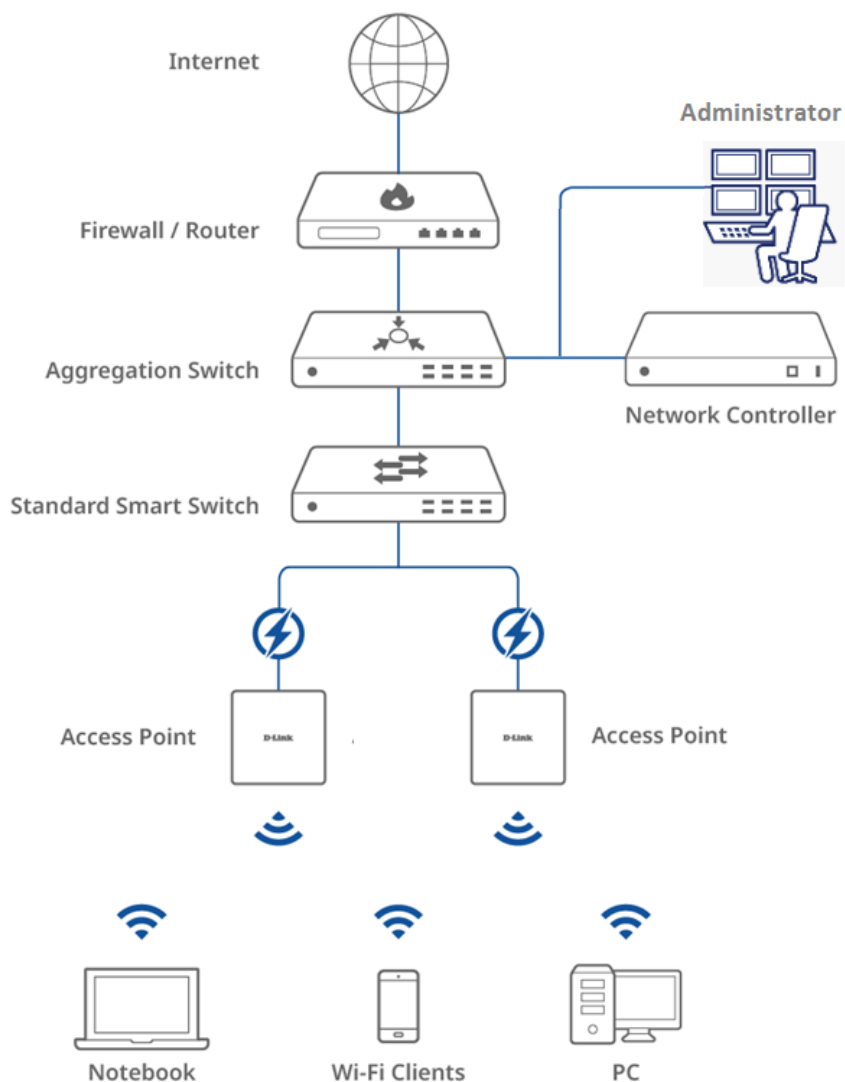 Internet
Administrator
Firewall / Router
Aggregation Switch
Network Controller
Standard Smart Switch
Access Point
D-Link
D-Link
Access Point
Notebook
Wi-Fi Clients
PC